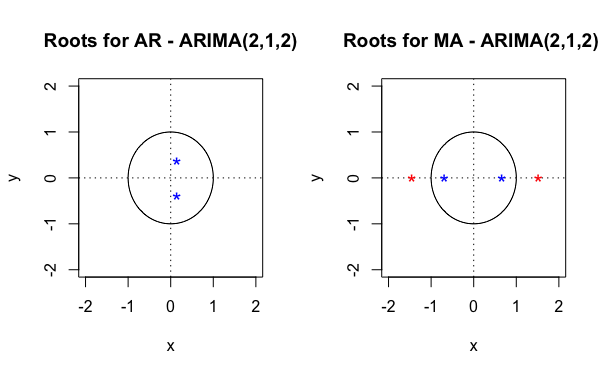 Roots for AR - ARIMA(2,1,2)
y
2
1
0
-1
-2
-2 -1 0 1 2
x
Roots for MA - ARIMA(2,1,2)
y
2
1
0
-1
-2
-2 -1 0 1 2
x